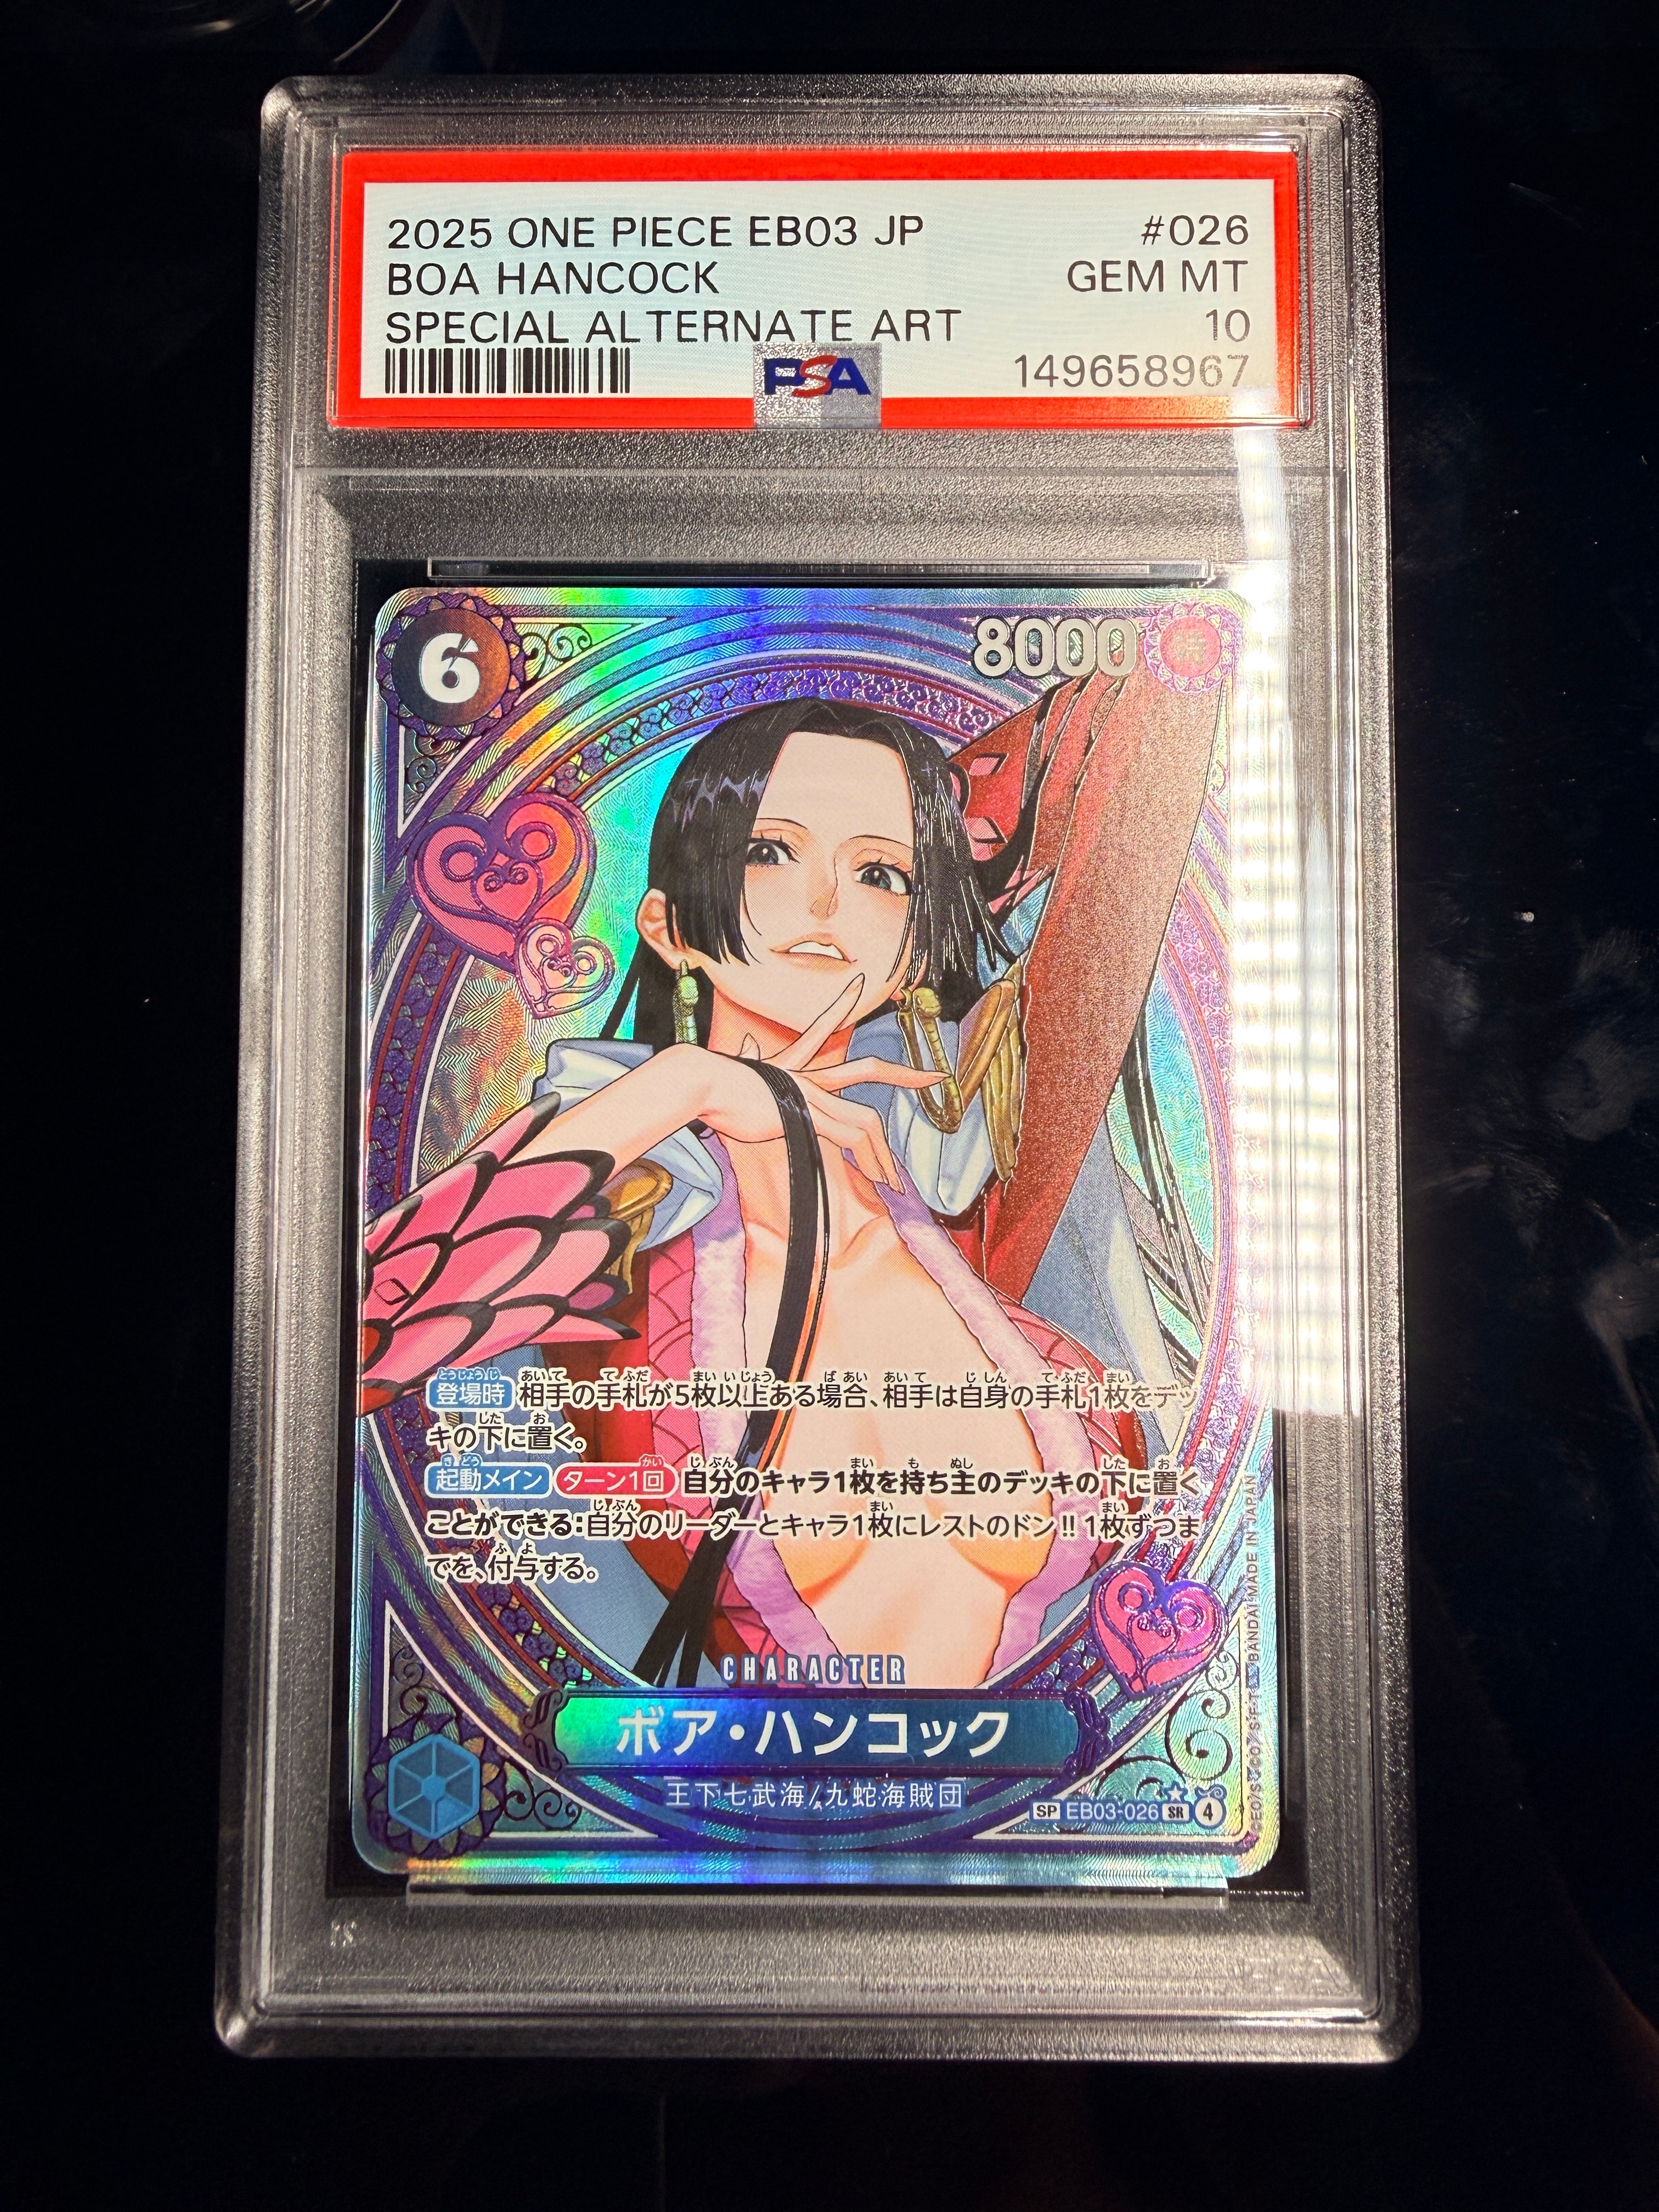 2025 ONE PIECE EB03 JP #026
BOA HANCOCK GEM MT
SPECIAL ALTERNATE ART 10
PSA 149658967
6 8000 特
登場時 相手の手札が5枚以上ある場合、相手は自身の手札1枚をデッ
キの下に置く。
起動メイン ターン1回 自分のキャラ1枚を持ち主のデッキの下に置く
ことができる:自分のリーダーとキャラ1枚にレストのドン!!1枚ずつま
でを、付与する。
CHARACTER
ボア・ハンコック
王下七武海/九蛇海賊団
SP EB03-026 SR 4
BANDAI MADE IN JAPAN